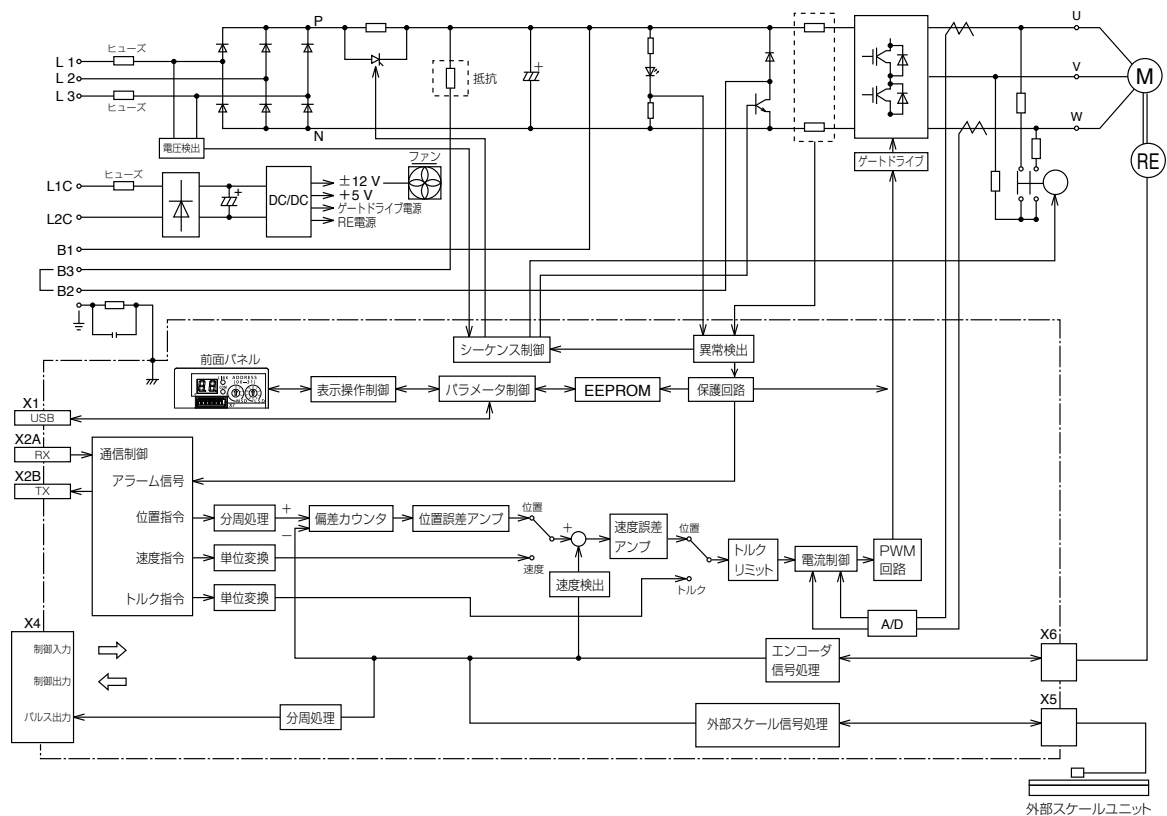 P
U
ヒューズ
L 1
V
L 2
抵抗
M
L 3
ヒューズ
W
N
電圧検出
ゲートドライブ
RE
ファン
ヒューズ
±12 V
L1C
+5 V
DC/DC
ゲートドライブ電源
L2C
RE電源
B1
B3
B2
シーケンス制御
異常検出
前面パネル
ADDRESS
表示操作制御
パラメータ制御
EEPROM
保護回路
X1
USB
X2A
RX
通信制御
X2B
TX
アラーム信号
位置指令
分周処理
+
−
偏差カウンタ
位置誤差アンプ
位置
+
速度誤差
アンプ
位置
速度指令
単位変換
速度
速度検出
トルク
リミット
電流制御
PWM
回路
トルク指令
単位変換
トルク
A/D
X4
制御入力
制御出力
パルス出力
エンコーダ
信号処理
X6
分周処理
外部スケール信号処理
X5
外部スケールユニット